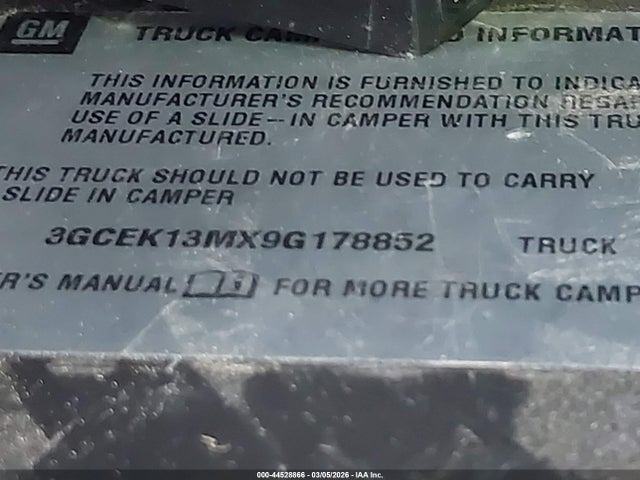 GM TRUCK INFORMAT
THIS INFORMATION IS FURNISHED TO INDICA
MANUFACTURER'S RECOMMENDATION REGAR
USE OF A SLIDE-IN CAMPER WITH THIS TRU
MANUFACTURED.
THIS TRUCK SHOULD NOT BE USED TO CARRY
SLIDE IN CAMPER
3GCEK13MX9G178852 TRUCK
R'S MANUAL FOR MORE TRUCK CAMP
000-44528866 - 03/05/2026 - IAA Inc.